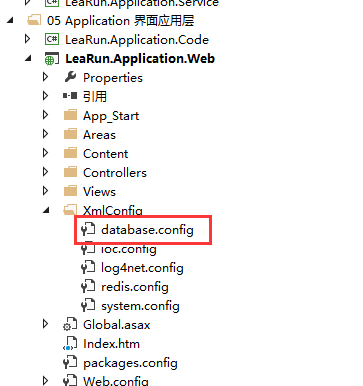 LeaRun.Application.Service
05 Application 界面应用层
LeaRun.Application.Code
LeaRun.Application.Web
Properties
引用
App_Start
Areas
Content
Controllers
Views
XmlConfig
database.config
ioc.config
log4net.config
redis.config
system.config
Global.asax
Index.htm
packages.config
Web.config